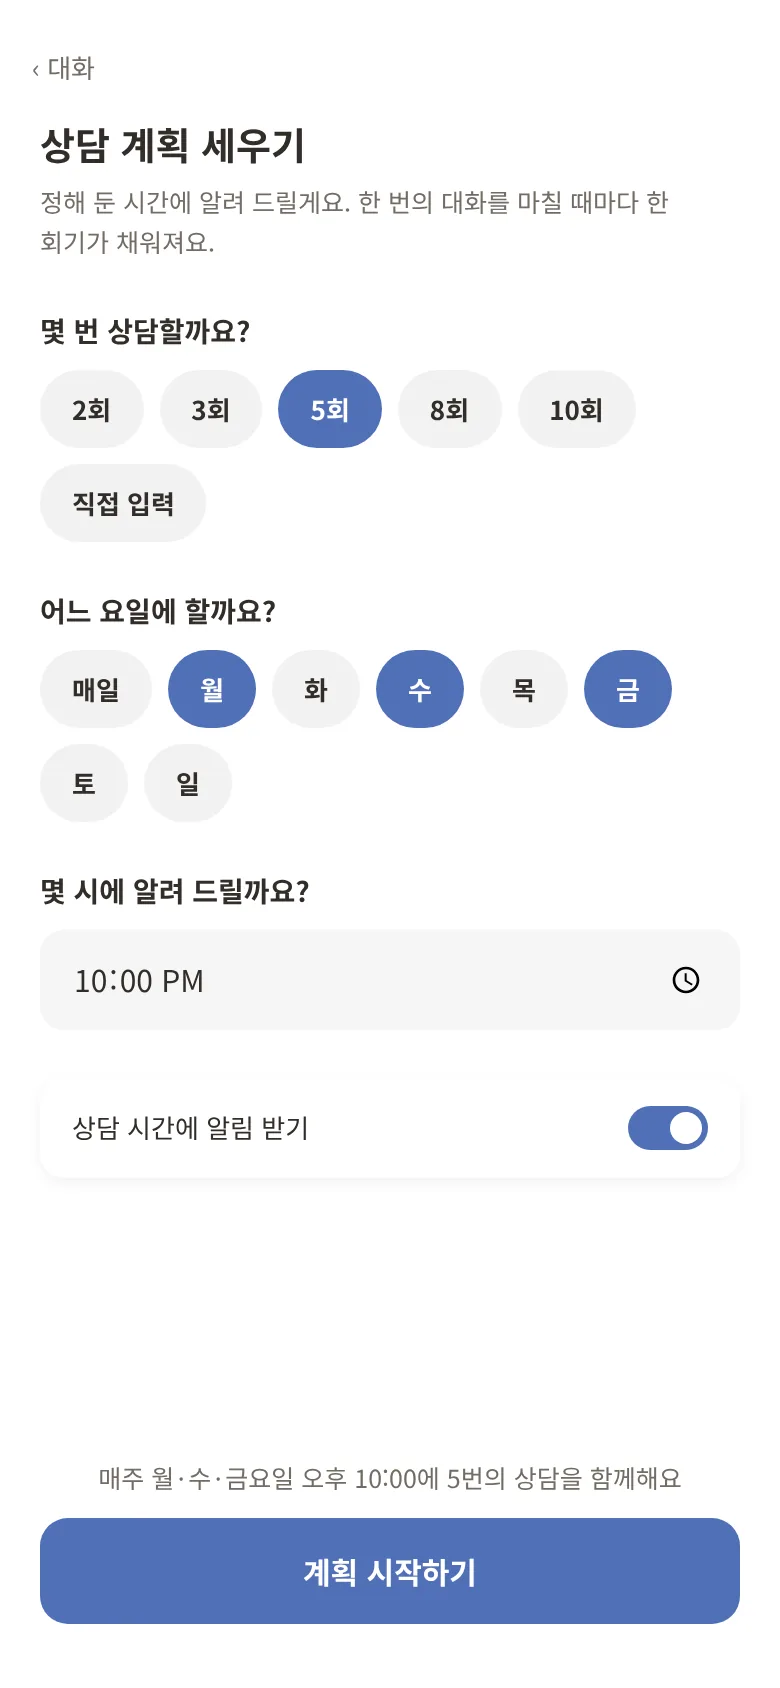 ‹ 대화
상담 계획 세우기
정해 둔 시간에 알려 드릴게요. 한 번의 대화를 마칠 때마다 한
회기가 채워져요.
몇 번 상담할까요?
2회 3회 5회 8회 10회
직접 입력
어느 요일에 할까요?
매일 월 화 수 목 금
토 일
몇 시에 알려 드릴까요?
10:00 PM
상담 시간에 알림 받기
매주 월·수·금요일 오후 10:00에 5번의 상담을 함께해요
계획 시작하기